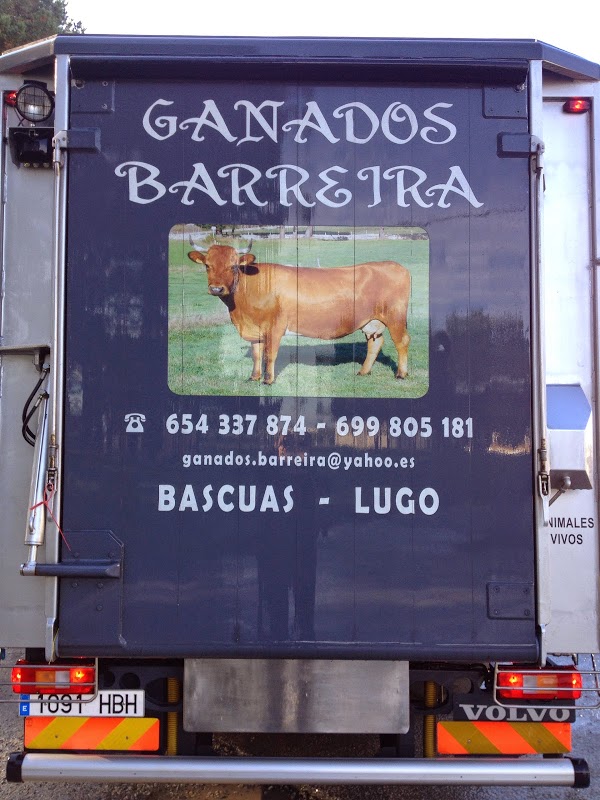 GANADOS
BARREIRA
654 337 874 - 699 805 181
ganados.barreira@yahoo.es
BASCUAS - LUGO
NIMALES
VIVOS
E 1691 HBH
VOLVO